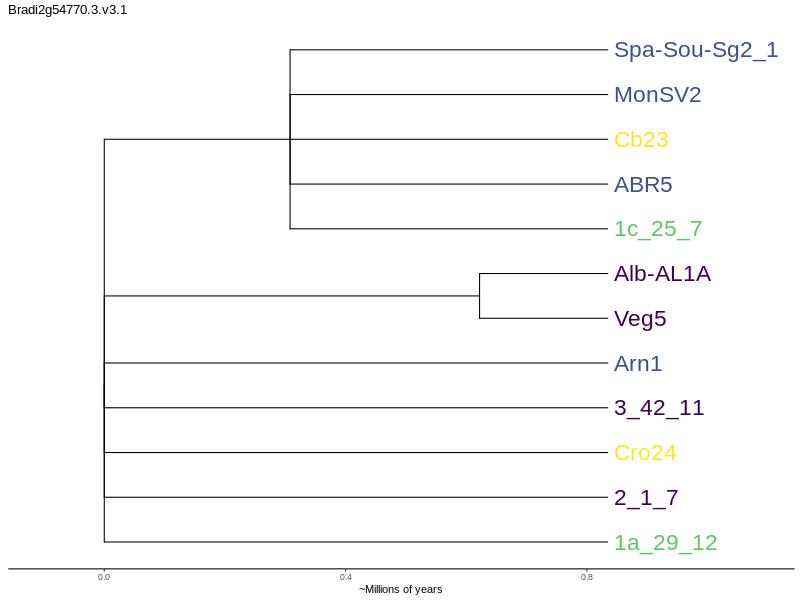 Bradi2g54770.3.v3.1
Spa-Sou-Sg2_1
MonSV2
Cb23
ABR5
1c_25_7
Alb-AL1A
Veg5
Arn1
3_42_11
Cro24
2_1_7
1a_29_12
0.0 0.4 0.8
~Millions of years